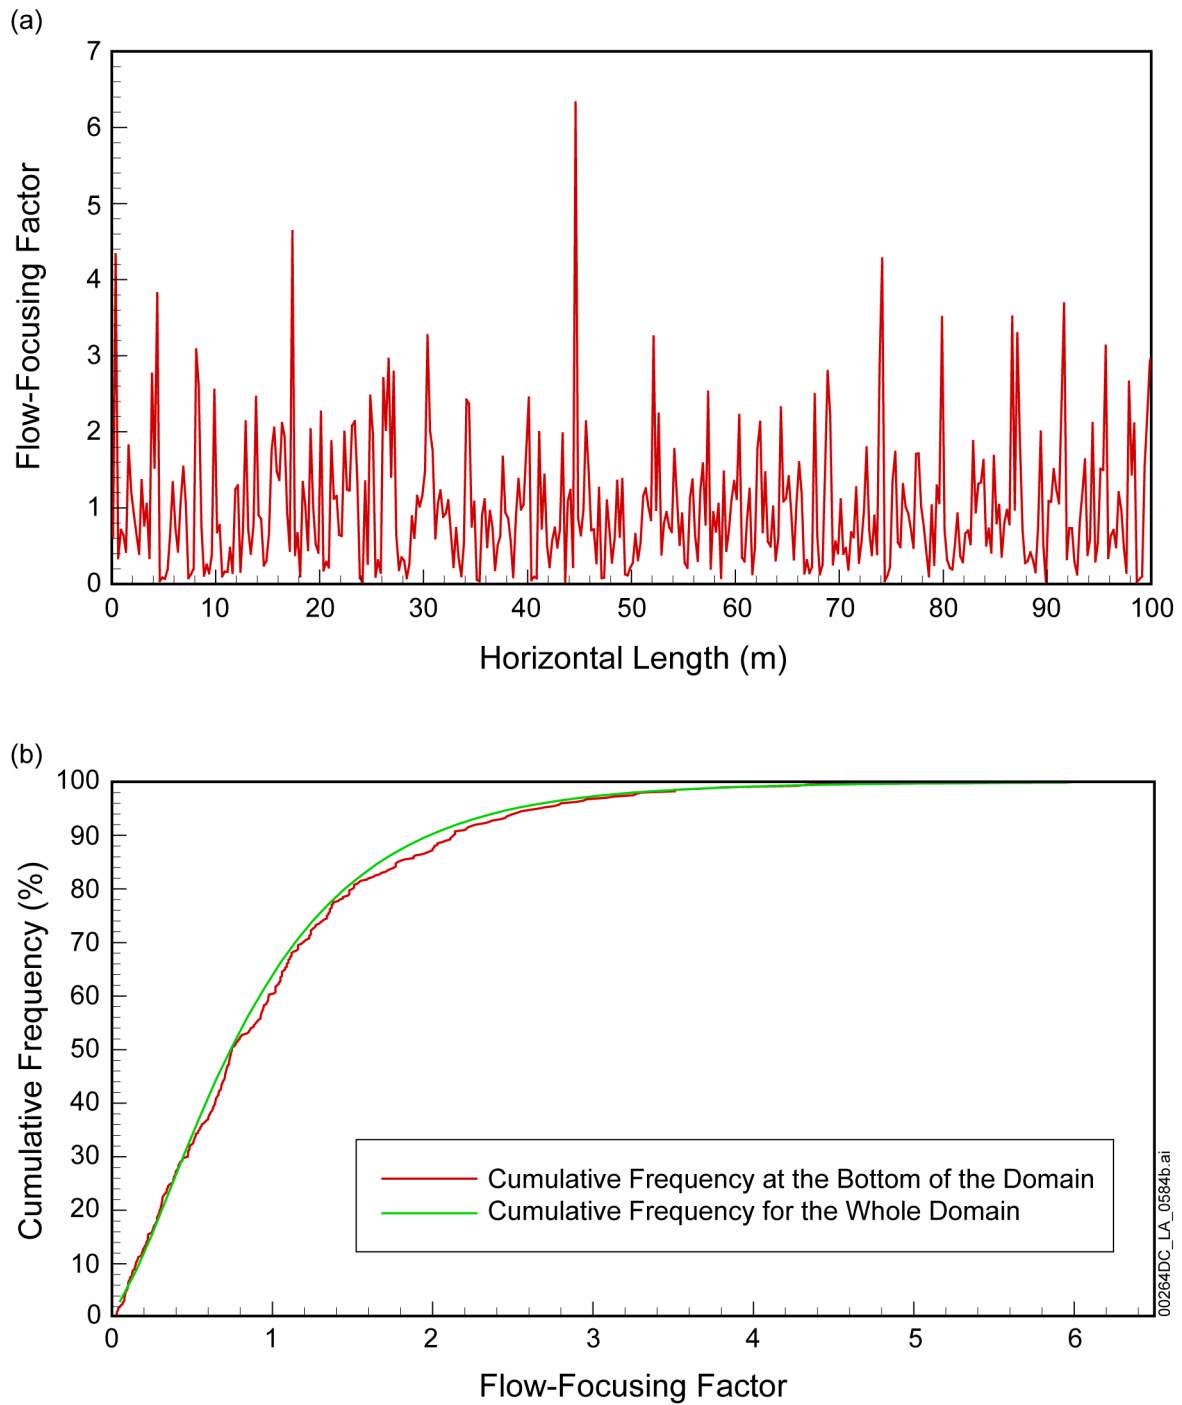 (a)
7
6
5
4
3
2
1
0
Flow-Focusing Factor
0 10 20 30 40 50 60 70 80 90 100
Horizontal Length (m)
(b)
100
90
80
70
60
50
40
30
20
10
0
Cumulative Frequency (%)
Cumulative Frequency at the Bottom of the Domain
Cumulative Frequency for the Whole Domain
0 1 2 3 4 5 6
Flow-Focusing Factor
00264DC_LA_0584b.ai